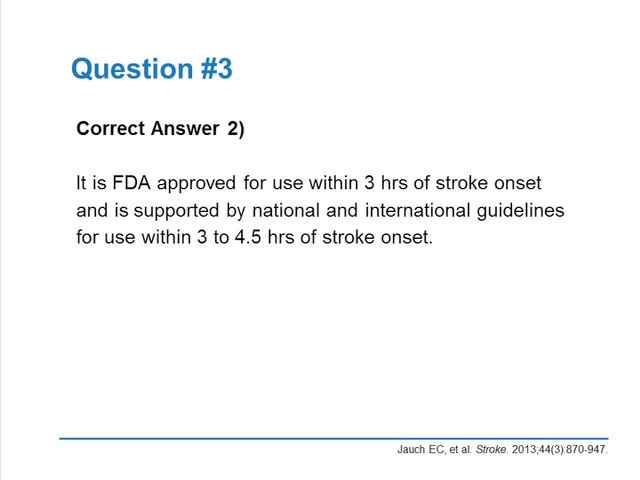 Question #3
Correct Answer 2)
It is FDA approved for use within 3 hrs of stroke onset
and is supported by national and international guidelines
for use within 3 to 4.5 hrs of stroke onset.
Jauch EC, et al. Stroke. 2013;44(3):870-947.